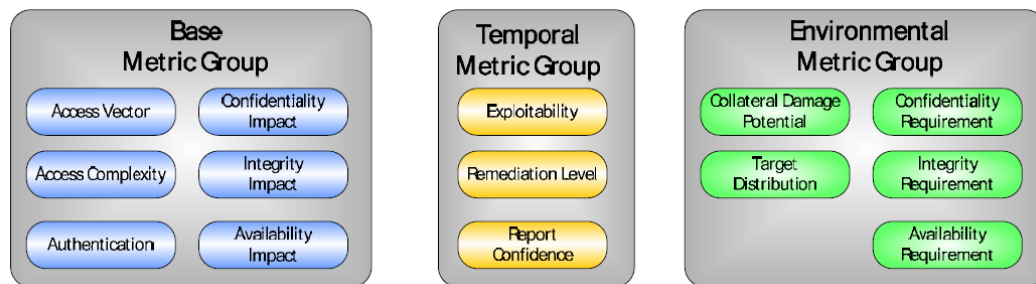 Base
Metric Group
Access Vector
Confidentiality
Impact
Access Complexity
Integrity
Impact
Authentication
Availability
Impact
Temporal
Metric Group
Exploitability
Remediation Level
Report
Confidence
Environmental
Metric Group
Collateral Damage
Potential
Confidentiality
Requirement
Target
Distribution
Integrity
Requirement
Availability
Requirement